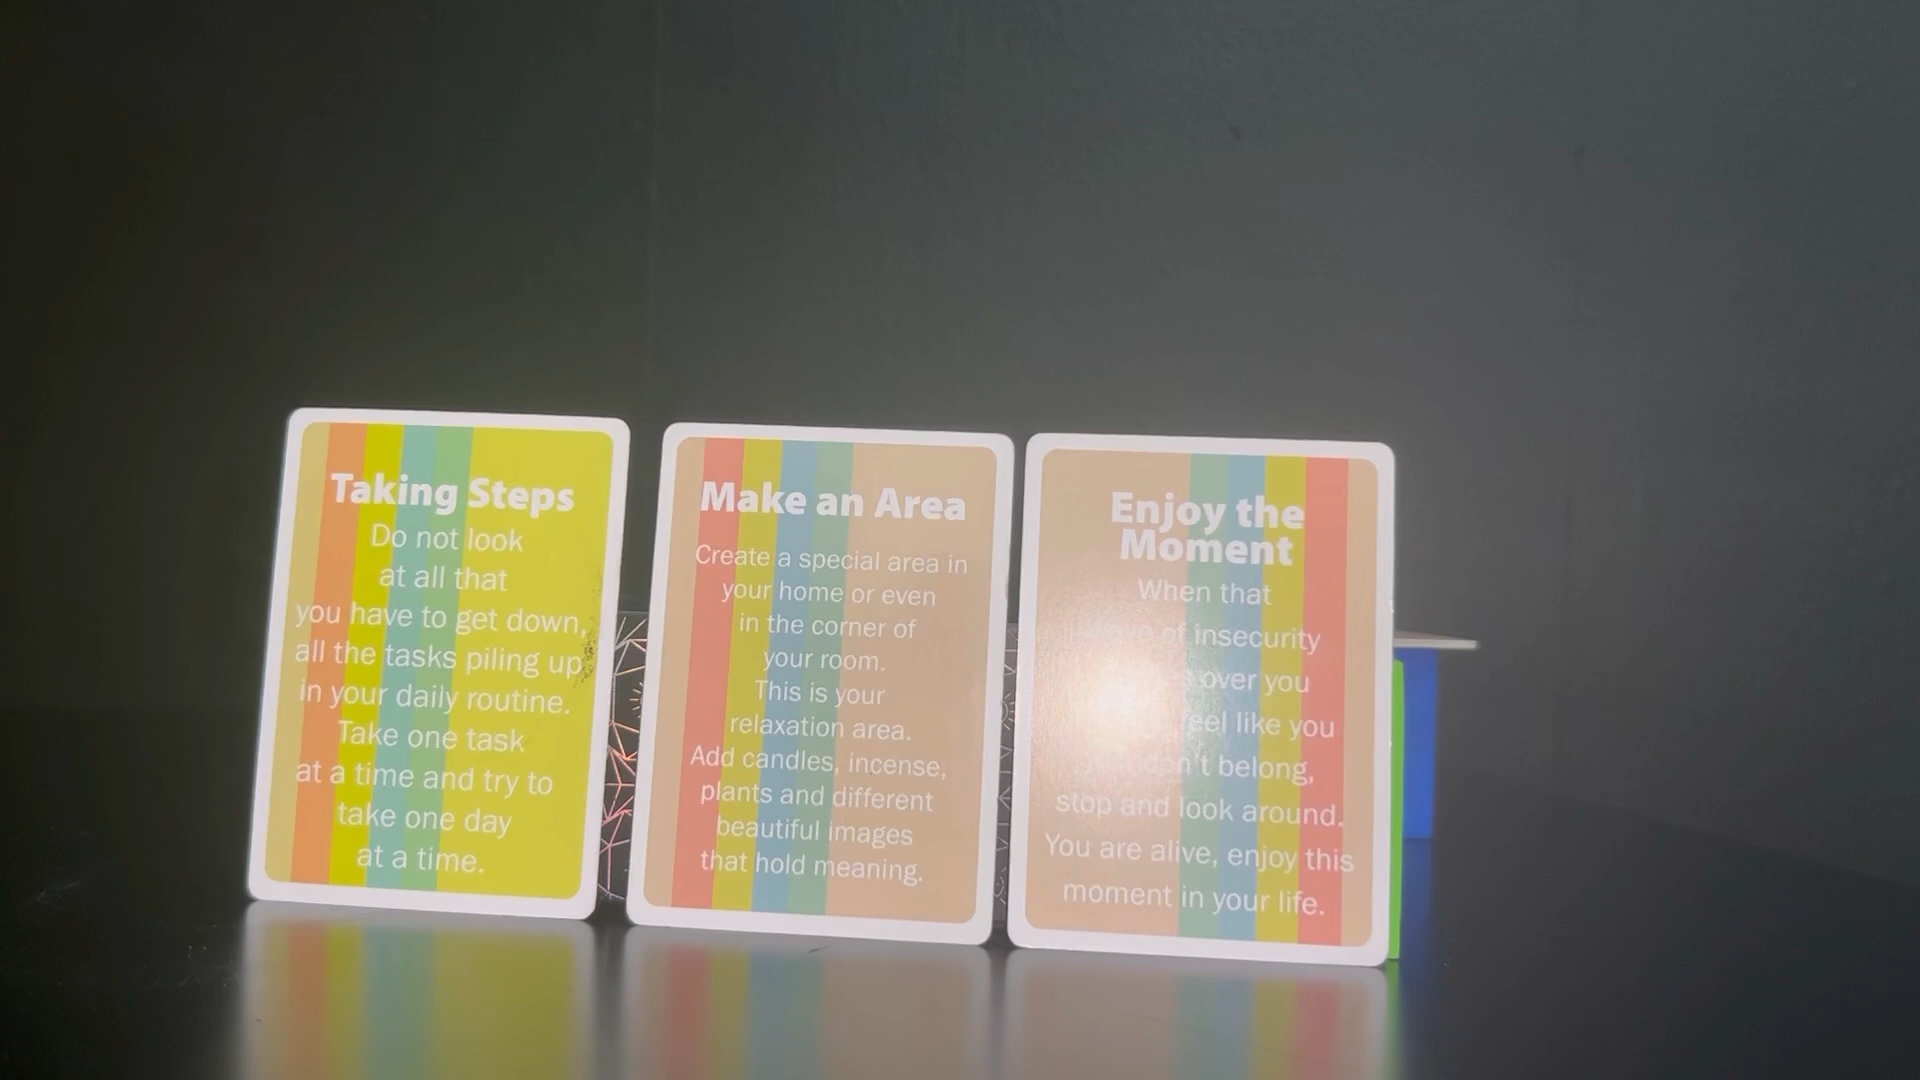 Taking Steps
Do not look
at all that
you have to get down,
all the tasks piling up
in your daily routine.
Take one task
at a time and try to
take one day
at a time.
Make an Area
Create a special area in
your home or even
in the corner of
your room.
This is your
relaxation area.
Add candles, incense,
plants and different
beautiful images
that hold meaning.
Enjoy the
Moment
When that
wave of insecurity
over you
feel like you
don't belong,
stop and look around.
You are alive, enjoy this
moment in your life.